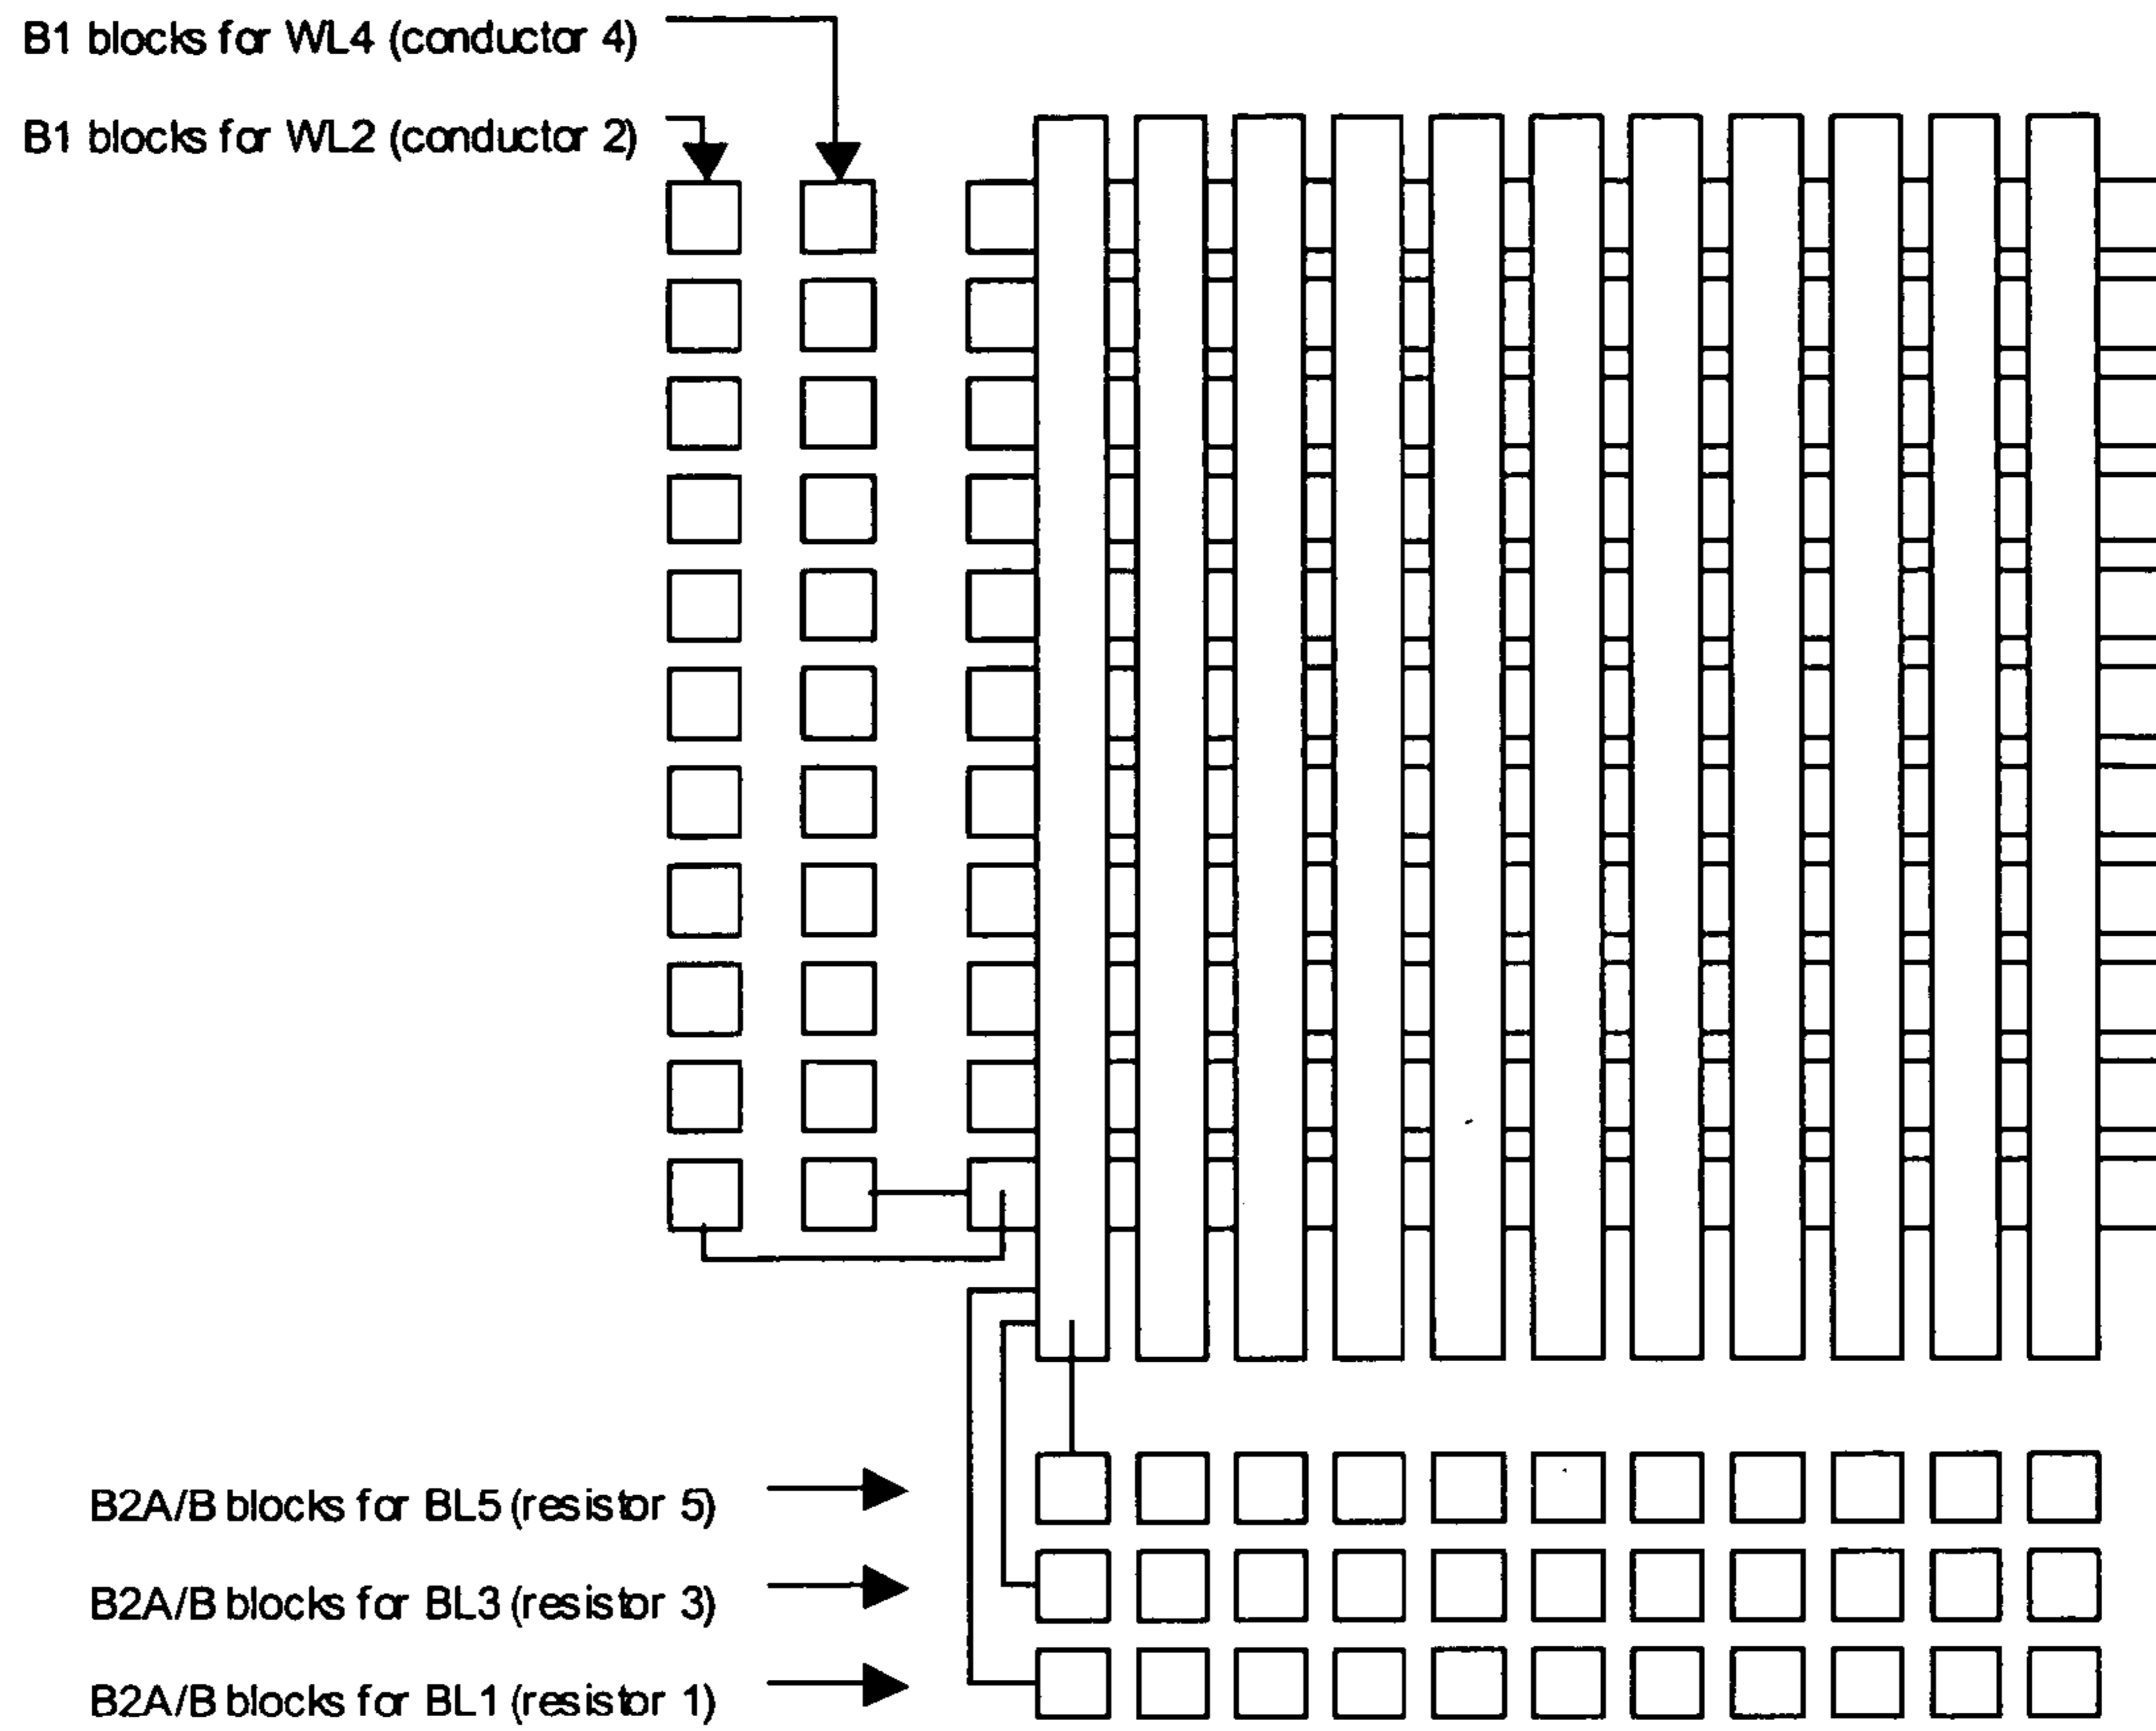 B1 blocks for WL4 (conductor 4)
B1 blocks for WL2 (conductor 2)
B2A/B blocks for BL5 (resistor 5)
B2A/B blocks for BL3 (resistor 3)
B2A/B blocks for BL1 (resistor 1)